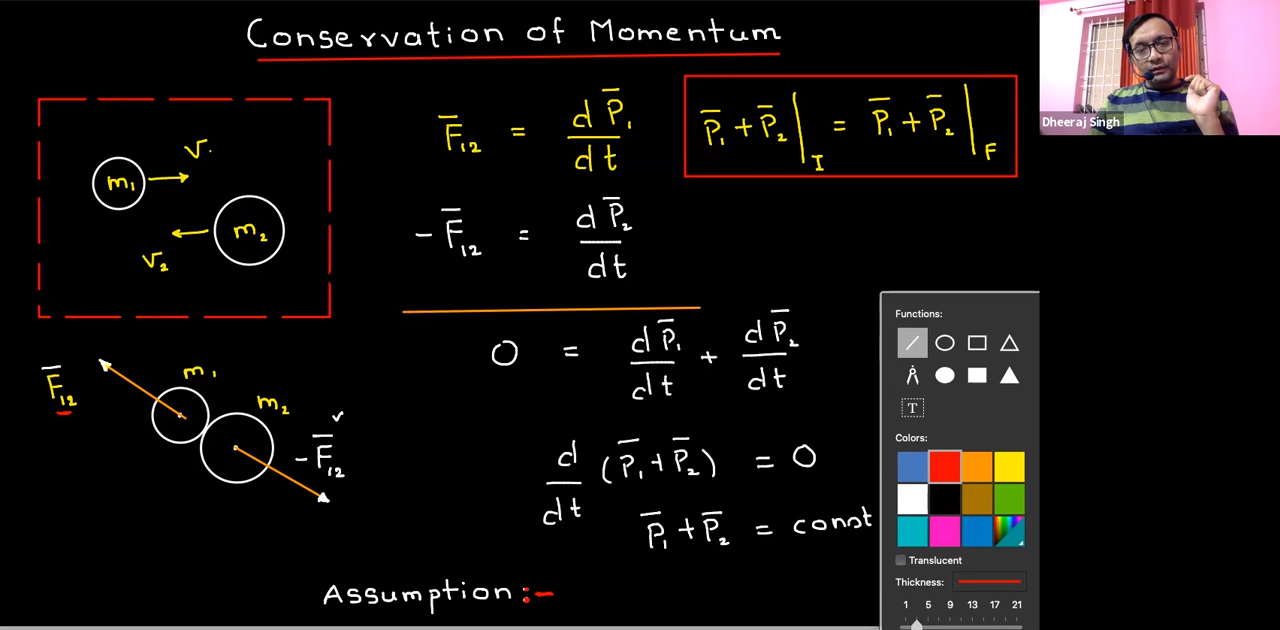 Conservation of Momentum
Dheeraj Singh
m₁ v.
m₂
v₂
F̅₁₂ = dP̅₁/dt
P̅₁ + P̅₂ |I = P̅₁ + P̅₂ |F
- F̅₁₂ = dP̅₂/dt
0 = dP̅₁/dt + dP̅₂/dt
F̅₁₂
m₁
m₂
- F̅₁₂
d/dt (P̅₁ + P̅₂) = 0
P̅₁ + P̅₂ = const
Assumption :-
Functions:
T
Colors:
Translucent
Thickness:
1 5 9 13 17 21